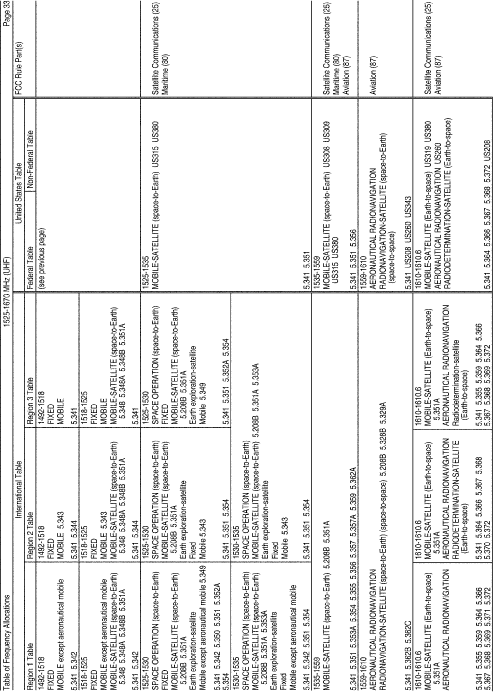 Table of Frequency Allocations
1525-1670 MHz (UHF)
Page 33
International Table
United States Table
FCC Rule Part(s)
Region 1 Table
Region 2 Table
Region 3 Table
Federal Table
Non-Federal Table
1492-1518
FIXED
MOBILE except aeronautical mobile
5.341 5.342
1492-1518
FIXED
MOBILE 5.343
5.341 5.344
1492-1518
FIXED
MOBILE
5.341
(see previous page)
1518-1525
FIXED
MOBILE except aeronautical mobile
MOBILE-SATELLITE (space-to-Earth)
5.348 5.348A 5.348B 5.351A
5.341 5.342
1518-1525
FIXED
MOBILE 5.343
MOBILE-SATELLITE (space-to-Earth)
5.348 5.348A 5.348B 5.351A
5.341 5.344
1518-1525
FIXED
MOBILE
MOBILE-SATELLITE (space-to-Earth)
5.348 5.348A 5.348B 5.351A
5.341
1525-1530
SPACE OPERATION (space-to-Earth)
FIXED
MOBILE-SATELLITE (space-to-Earth)
5.208B 5.351A
Earth exploration-satellite
Mobile except aeronautical mobile 5.349
5.341 5.342 5.350 5.351 5.352A
5.354
1525-1530
SPACE OPERATION (space-to-Earth)
MOBILE-SATELLITE (space-to-Earth)
5.208B 5.351A
Earth exploration-satellite
Fixed
Mobile 5.343
5.341 5.351 5.354
1525-1530
SPACE OPERATION (space-to-Earth)
FIXED
MOBILE-SATELLITE (space-to-Earth)
5.208B 5.351A
Earth exploration-satellite
Mobile 5.349
5.341 5.351 5.352A 5.354
1525-1535
MOBILE-SATELLITE (space-to-Earth) US315 US380
5.341 5.351
Satellite Communications (25)
Maritime (80)
1530-1535
SPACE OPERATION (space-to-Earth)
MOBILE-SATELLITE (space-to-Earth)
5.208B 5.351A 5.353A
Earth exploration-satellite
Fixed
Mobile except aeronautical mobile
5.341 5.342 5.351 5.354
1530-1535
SPACE OPERATION (space-to-Earth)
MOBILE-SATELLITE (space-to-Earth) 5.208B 5.351A 5.353A
Earth exploration-satellite
Fixed
Mobile 5.343
5.341 5.351 5.354
1535-1559
MOBILE-SATELLITE (space-to-Earth) 5.208B 5.351A
5.341 5.351 5.353A 5.354 5.355 5.356 5.357 5.357A 5.359 5.362A
1535-1559
MOBILE-SATELLITE (space-to-Earth) US308 US309
US315 US380
5.341 5.351 5.356
Satellite Communications (25)
Maritime (80)
Aviation (87)
1559-1610
AERONAUTICAL RADIONAVIGATION
RADIONAVIGATION-SATELLITE (space-to-Earth) (space-to-space) 5.208B 5.328B 5.329A
5.341 5.362B 5.362C
1559-1610
AERONAUTICAL RADIONAVIGATION
RADIONAVIGATION-SATELLITE (space-to-Earth)
(space-to-space)
5.341 US208 US260 US343
Aviation (87)
1610-1610.6
MOBILE-SATELLITE (Earth-to-space)
5.351A
AERONAUTICAL RADIONAVIGATION
5.341 5.355 5.359 5.364 5.366
5.367 5.368 5.369 5.371 5.372
1610-1610.6
MOBILE-SATELLITE (Earth-to-space)
5.351A
AERONAUTICAL RADIONAVIGATION
RADIODETERMINATION-SATELLITE
(Earth-to-space)
5.341 5.364 5.366 5.367 5.368
5.370 5.372
1610-1610.6
MOBILE-SATELLITE (Earth-to-space)
5.351A
AERONAUTICAL RADIONAVIGATION
Radiodetermination-satellite
(Earth-to-space)
5.341 5.355 5.359 5.364 5.366
5.367 5.368 5.369 5.372
1610-1610.6
MOBILE-SATELLITE (Earth-to-space) US319 US380
AERONAUTICAL RADIONAVIGATION US260
RADIODETERMINATION-SATELLITE (Earth-to-space)
5.341 5.364 5.366 5.367 5.368 5.372 US208
Satellite Communications (25)
Aviation (87)